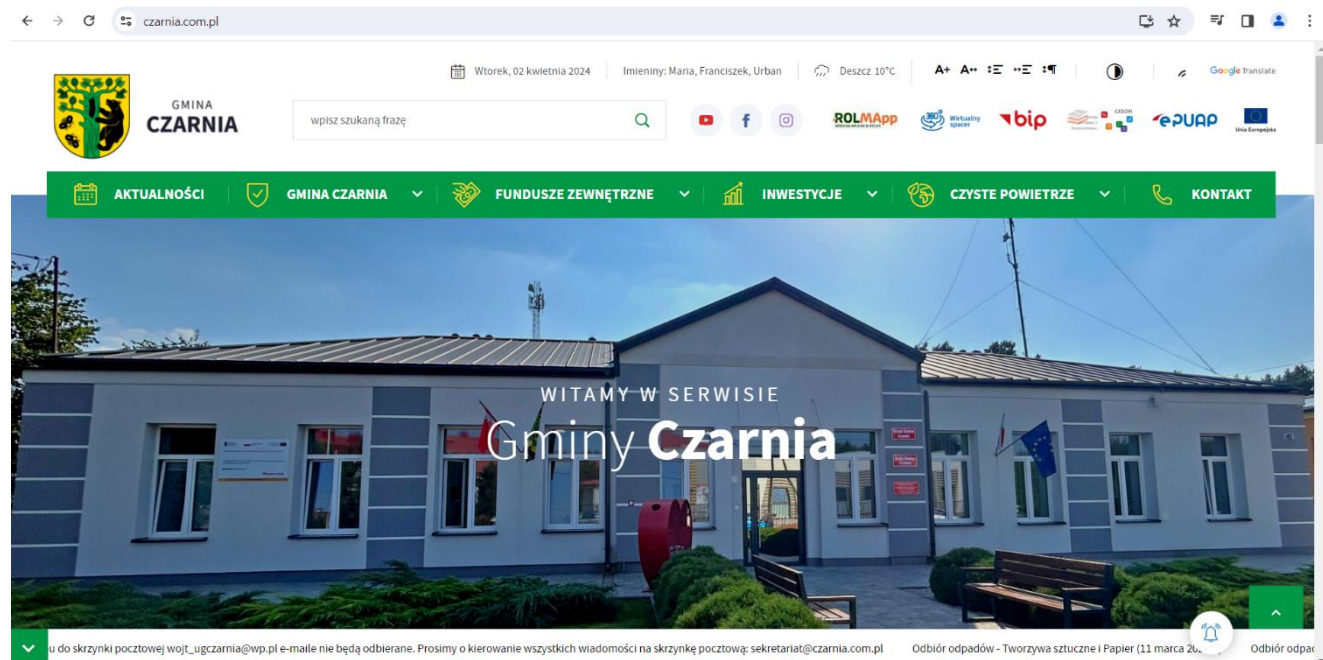 czarnia.com.pl
Wtorek, 02 kwietnia 2024
Imieniny: Maria, Franciszek, Urban
Deszcz 10°C
A+ A↔ ↕Ξ ↔Ξ ↕¶
Google Translate
GMINA
CZARNIA
wpisz szukaną frazę
ROLMApp
360° Wirtualny
spacer
bip
GISON
ePUAP
Unia Europejska
AKTUALNOŚCI
GMINA CZARNIA
FUNDUSZE ZEWNĘTRZNE
INWESTYCJE
CZYSTE POWIETRZE
KONTAKT
WITAMY W SERWISIE
Gminy Czarnia
u do skrzynki pocztowej wojt_ugczarnia@wp.pl e-maile nie będą odbierane. Prosimy o kierowanie wszystkich wiadomości na skrzynkę pocztową: sekretariat@czarnia.com.pl Odbiór odpadów - Tworzywa sztuczne i Papier (11 marca Odbiór